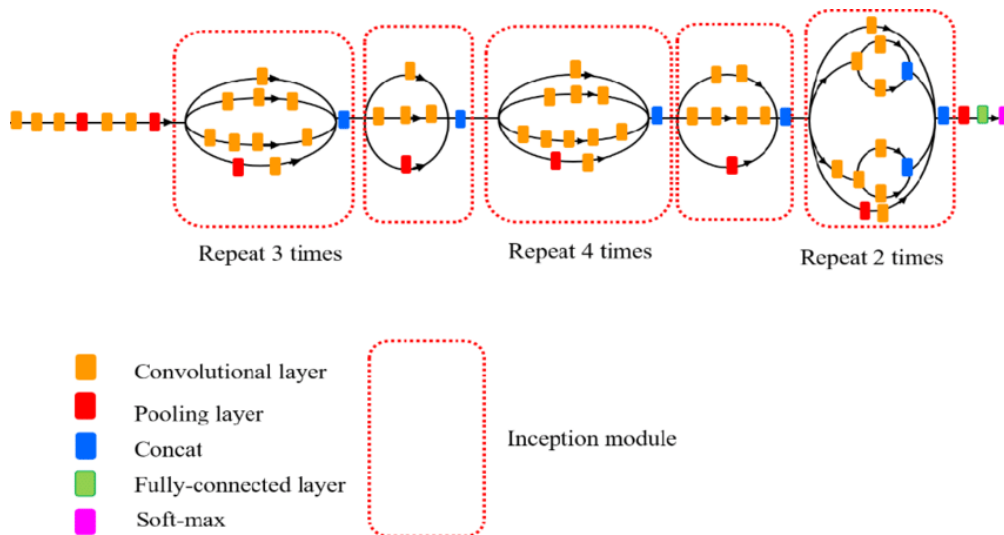 Repeat 3 times
Repeat 4 times
Repeat 2 times
Convolutional layer
Pooling layer
Concat
Inception module
Fully-connected layer
Soft-max